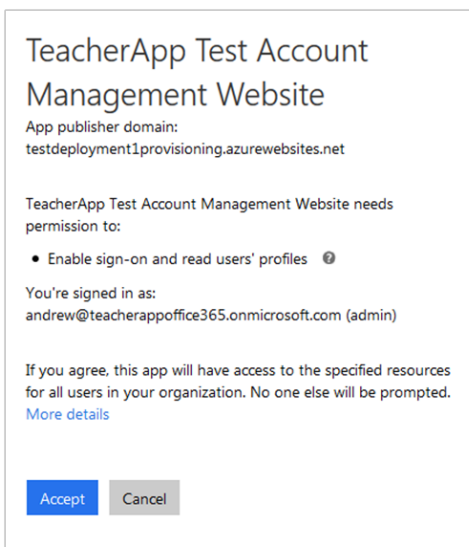 TeacherApp Test Account
Management Website
App publisher domain:
testdeployment1provisioning.azurewebsites.net
TeacherApp Test Account Management Website needs
permission to:
• Enable sign-on and read users' profiles ?
You're signed in as:
andrew@teacherappoffice365.onmicrosoft.com (admin)
If you agree, this app will have access to the specified resources
for all users in your organization. No one else will be prompted.
More details
Accept Cancel